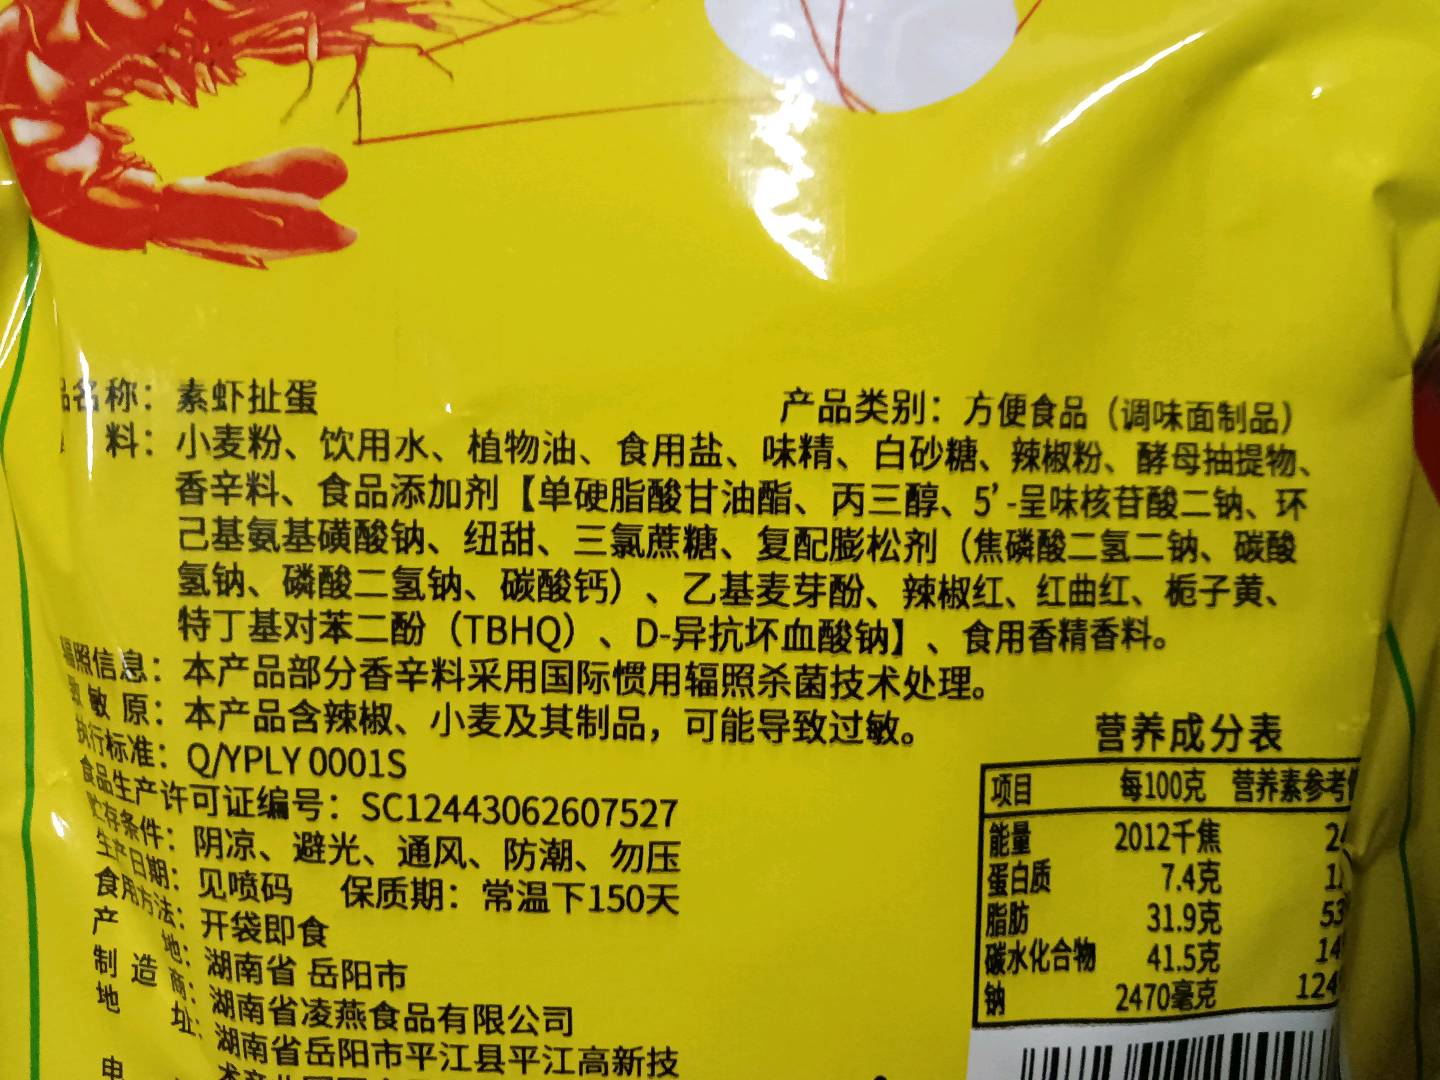 品名称：素虾扯蛋 产品类别：方便食品（调味面制品）
料：小麦粉、饮用水、植物油、食用盐、味精、白砂糖、辣椒粉、酵母抽提物、
香辛料、食品添加剂【单硬脂酸甘油酯、丙三醇、5’-呈味核苷酸二钠、环
己基氨基磺酸钠、纽甜、三氯蔗糖、复配膨松剂（焦磷酸二氢二钠、碳酸
氢钠、磷酸二氢钠、碳酸钙）、乙基麦芽酚、辣椒红、红曲红、栀子黄、
特丁基对苯二酚（TBHQ）、D-异抗坏血酸钠】、食用香精香料。
辐照信息：本产品部分香辛料采用国际惯用辐照杀菌技术处理。
致敏原：本产品含辣椒、小麦及其制品，可能导致过敏。
执行标准：Q/YPLY 0001S
食品生产许可证编号：SC12443062607527
贮存条件：阴凉、避光、通风、防潮、勿压
生产日期：见喷码 保质期：常温下150天
食用方法：开袋即食
产 地：湖南省 岳阳市
制造商：湖南省凌燕食品有限公司
地 址：湖南省岳阳市平江县平江高新技
营养成分表
项目 每100克 营养素参考
能量 2012千焦
蛋白质 7.4克
脂肪 31.9克 53
碳水化合物 41.5克 14
钠 2470毫克 124